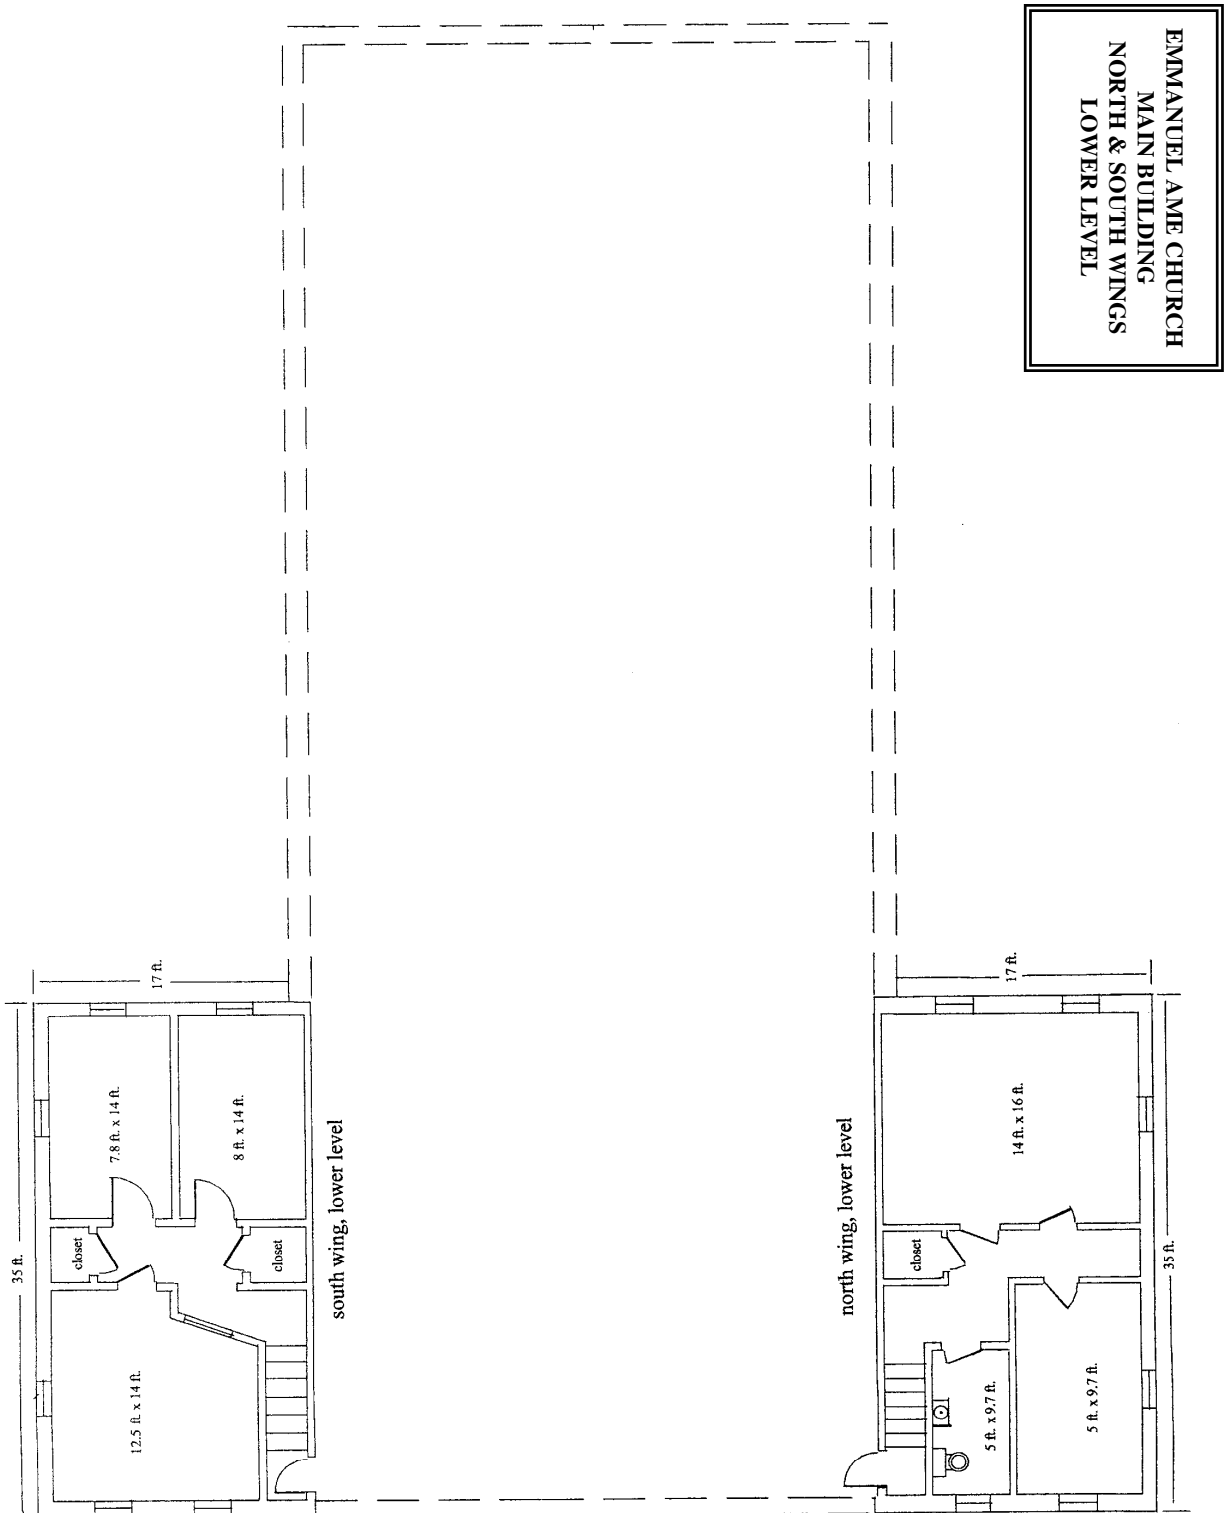 EMMANUEL AME CHURCH
MAIN BUILDING
NORTH & SOUTH WINGS
LOWER LEVEL
17 ft.
17 ft.
35 ft.
7.8 ft. x 14 ft.
8 ft. x 14 ft.
closet
closet
12.5 ft. x 14 ft.
south wing, lower level
north wing, lower level
14 ft. x 16 ft.
closet
35 ft.
5 ft. x 9.7 ft.
5 ft. x 9.7 ft.